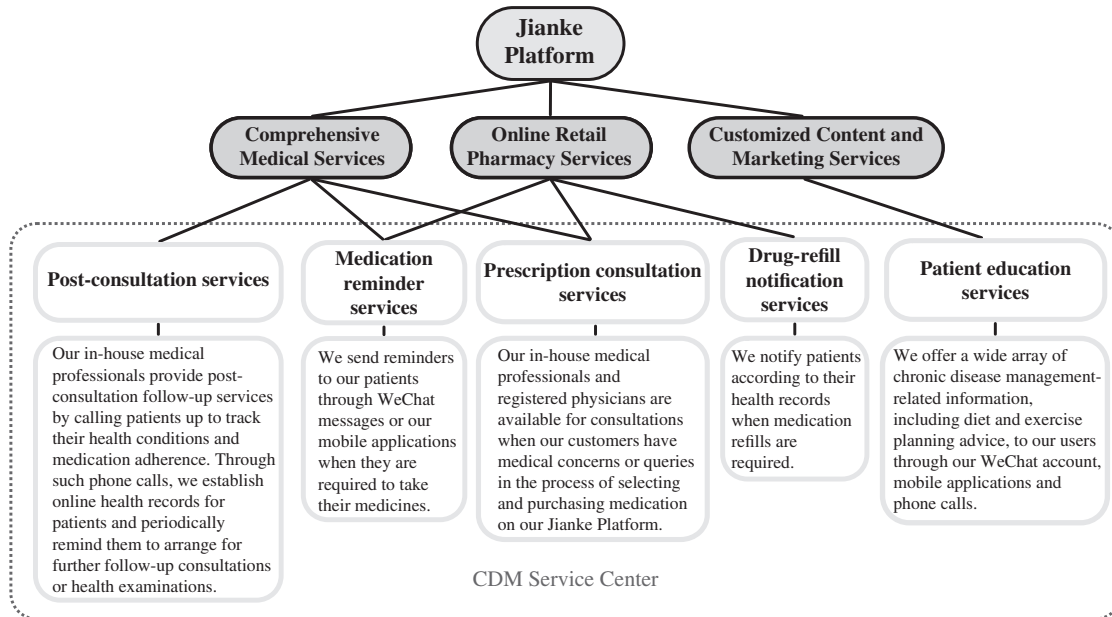 Jianke
Platform
Comprehensive
Medical Services
Online Retail
Pharmacy Services
Customized Content and
Marketing Services
Post-consultation services
Medication
reminder
services
Prescription consultation
services
Drug-refill
notification
services
Patient education
services
Our in-house medical
professionals provide post-
consultation follow-up services
by calling patients up to track
their health conditions and
medication adherence. Through
such phone calls, we establish
online health records for
patients and periodically
remind them to arrange for
further follow-up consultations
or health examinations.
We send reminders
to our patients
through WeChat
messages or our
mobile applications
when they are
required to take
their medicines.
Our in-house medical
professionals and
registered physicians are
available for consultations
when our customers have
medical concerns or queries
in the process of selecting
and purchasing medication
on our Jianke Platform.
We notify patients
according to their
health records
when medication
refills are
required.
We offer a wide array of
chronic disease management-
related information,
including diet and exercise
planning advice, to our users
through our WeChat account,
mobile applications and
phone calls.
CDM Service Center